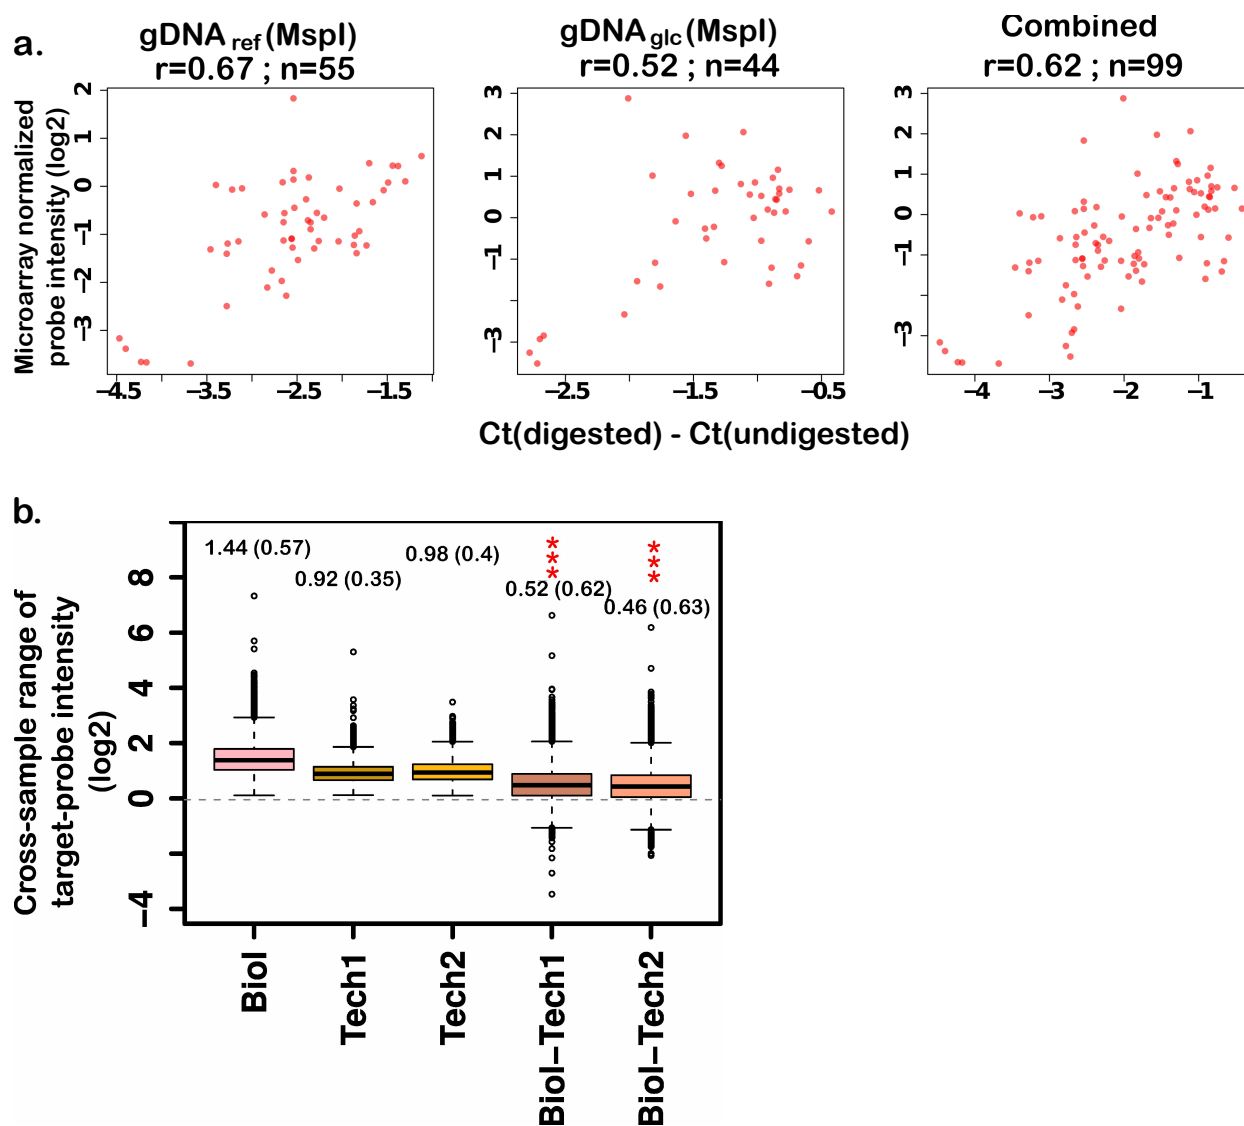 a.
gDNA ref (MspI)
r=0.67 ; n=55
gDNA glc (MspI)
r=0.52 ; n=44
Combined
r=0.62 ; n=99
Microarray normalized
probe intensity (log2)
2
1
0
−1
−2
−3
−4.5
−3.5
−2.5
−1.5
3
2
1
0
−1
−3
−2.5
−1.5
−0.5
3
2
1
0
−1
−3
−4
−3
−2
−1
Ct(digested) - Ct(undigested)
b.
Cross-sample range of
target-probe intensity
(log2)
8
6
4
2
0
−4
1.44 (0.57)
0.92 (0.35)
0.98 (0.4)
***
0.52 (0.62)
***
0.46 (0.63)
Biol
Tech1
Tech2
Biol−Tech1
Biol−Tech2